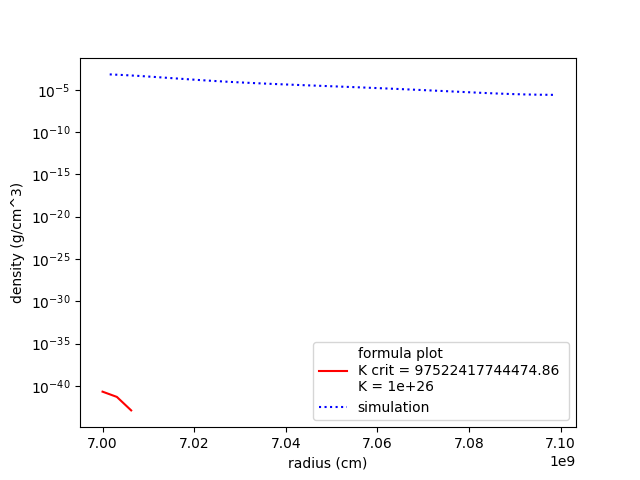 density (g/cm^3)
10^−5
10^−10
10^−15
10^−20
10^−25
10^−30
10^−35
10^−40
formula plot
K crit = 97522417744474.86
K = 1e+26
simulation
7.00 7.02 7.04 7.06 7.08 7.10
1e9
radius (cm)